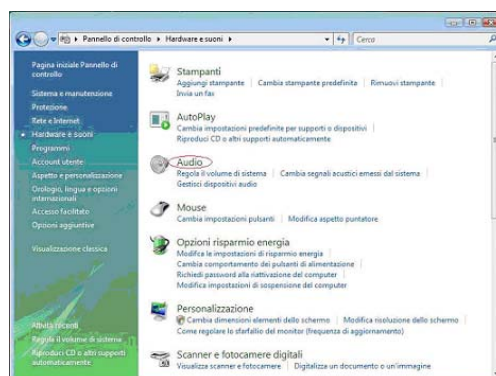 Pannello di controllo ▸ Hardware e suoni ▸
Cerca
Pagina iniziale Pannello di
controllo
Sistema e manutenzione
Protezione
Rete e Internet
Hardware e suoni
Programmi
Account utente
Aspetto e personalizzazione
Orologio, lingua e opzioni
internazionali
Accesso facilitato
Opzioni aggiuntive
Visualizzazione classica
Attività recenti
Regola il volume di sistema
Riproduci CD o altri supporti
automaticamente
Stampanti
Aggiungi stampante | Cambia stampante predefinita | Rimuovi stampante |
Invia un fax
AutoPlay
Cambia impostazioni predefinite per supporti o dispositivi |
Riproduci CD o altri supporti automaticamente
Audio
Regola il volume di sistema | Cambia segnali acustici emessi dal sistema |
Gestisci dispositivi audio
Mouse
Cambia impostazioni pulsanti | Modifica aspetto puntatore
Opzioni risparmio energia
Modifica le impostazioni di risparmio energia |
Cambia comportamento dei pulsanti di alimentazione |
Richiedi password alla riattivazione del computer |
Modifica impostazioni di sospensione del computer
Personalizzazione
Cambia dimensioni elementi dello schermo | Modifica risoluzione dello schermo |
Come regolare lo sfarfallio del monitor (frequenza di aggiornamento)
Scanner e fotocamere digitali
Visualizza scanner e fotocamere | Digitalizza un documento o un'immagine